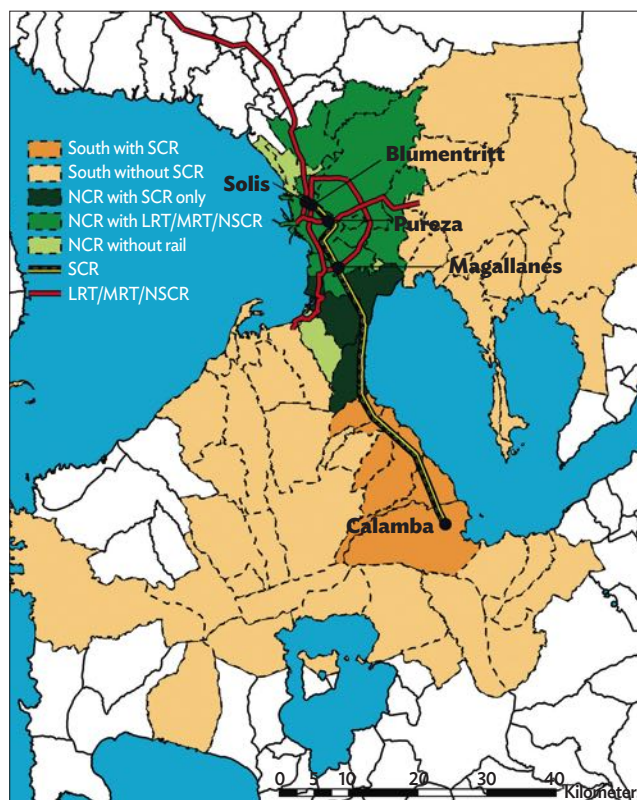 South with SCR
South without SCR
NCR with SCR only
NCR with LRT/MRT/NSCR
NCR without rail
SCR
LRT/MRT/NSCR
Blumentritt
Solis
Pureza
Magallanes
Calamba
0 5 10 20 30 40
Kilometer